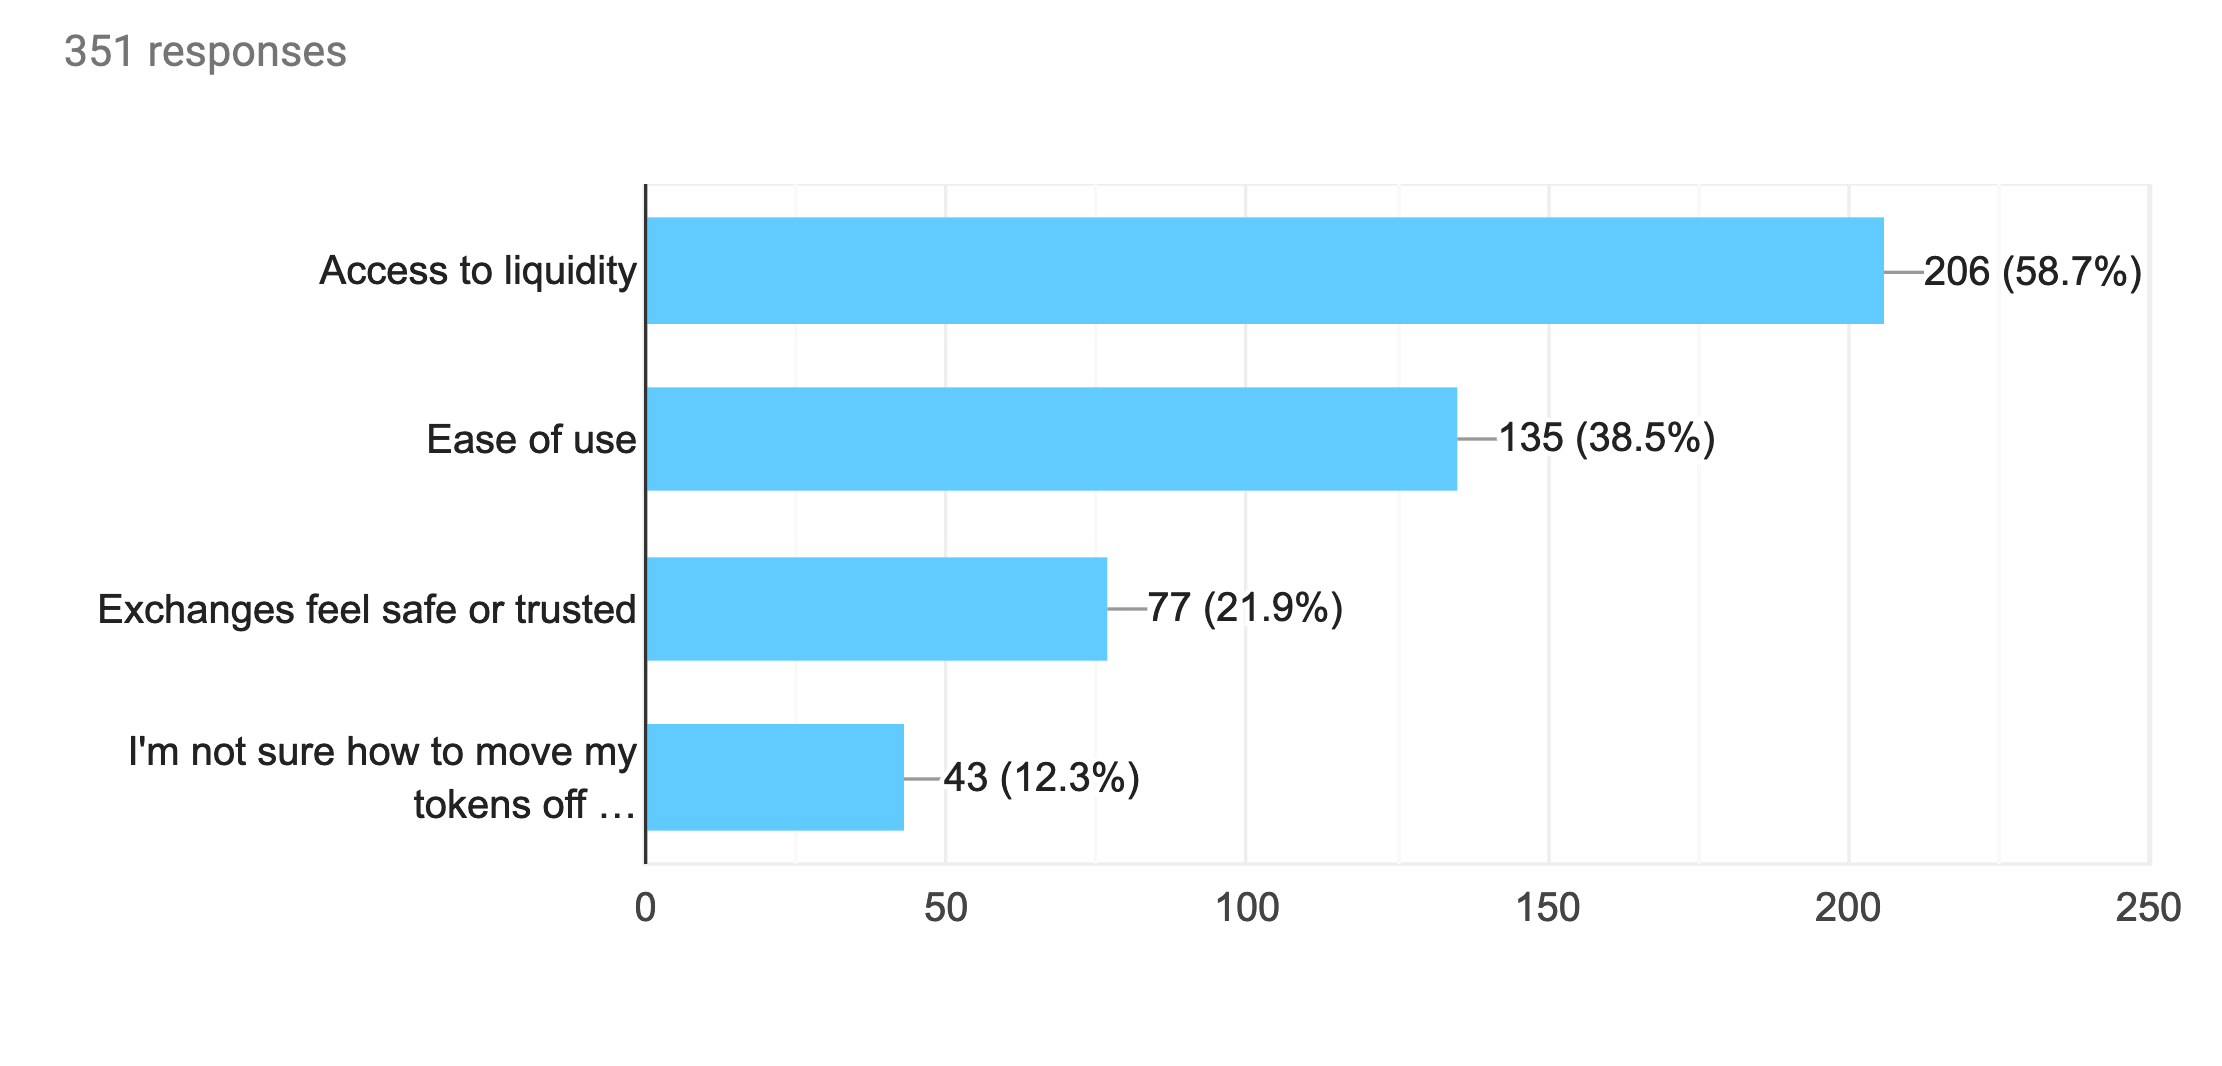 351 responses
Access to liquidity
206 (58.7%)
Ease of use
135 (38.5%)
Exchanges feel safe or trusted
77 (21.9%)
I'm not sure how to move my
tokens off …
43 (12.3%)
0 50 100 150 200 250